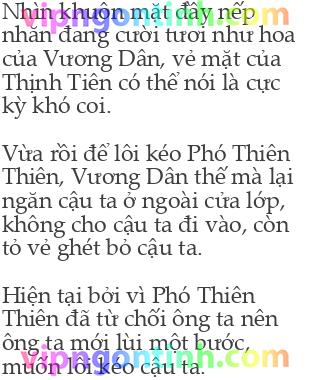 Nhìn khuôn mặt đầy nếp
nhăn đang cười tươi như hoa
của Vương Dân, vẻ mặt của
Thịnh Tiên có thể nói là cực
kỳ khó coi.
Vừa rồi để lôi kéo Phó Thiên
Thiên, Vương Dân thế mà lại
ngăn cậu ta ở ngoài cửa lớp,
không cho cậu ta đi vào, còn
tỏ vẻ ghét bỏ cậu ta.
Hiện tại bởi vì Phó Thiên
Thiên đã từ chối ông ta nên
ông ta mới lùi một bước,
muốn lôi kéo cậu ta.
vipngontinh.com
vipngontinh.com
vipngontinh.com